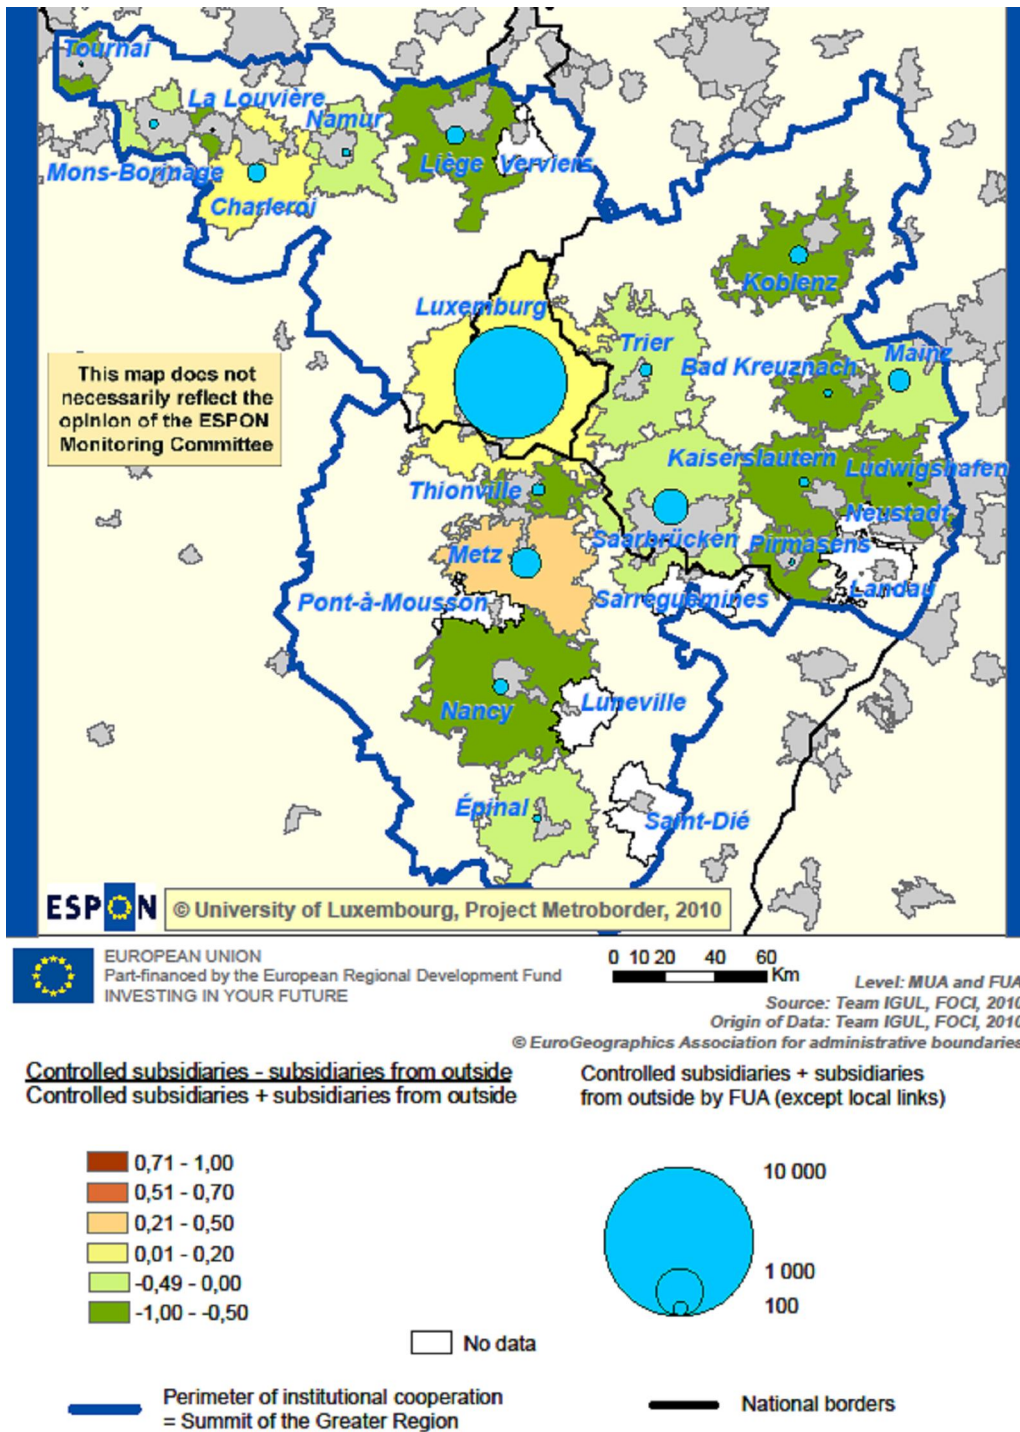 Tournai
La Louvière
Namur
Mons-Borinage
Charleroi
Liège
Verviers
Koblenz
Luxemburg
Trier
Bad Kreuznach
Mainz
This map does not
necessarily reflect the
opinion of the ESPON
Monitoring Committee
Kaiserslautern
Ludwigshafen
Thionville
Neustadt
Saarbrücken
Pirmasens
Metz
Landau
Pont-à-Mousson
Sarreguemines
Nancy
Luneville
Épinal
Saint-Dié
ESPON
© University of Luxembourg, Project Metroborder, 2010
EUROPEAN UNION
Part-financed by the European Regional Development Fund
INVESTING IN YOUR FUTURE
0 10 20 40 60
Km
Level: MUA and FUA
Source: Team IGUL, FOCI, 2010
Origin of Data: Team IGUL, FOCI, 2010
© EuroGeographics Association for administrative boundaries
Controlled subsidiaries - subsidiaries from outside
Controlled subsidiaries + subsidiaries from outside
Controlled subsidiaries + subsidiaries
from outside by FUA (except local links)
0,71 - 1,00
0,51 - 0,70
0,21 - 0,50
0,01 - 0,20
-0,49 - 0,00
-1,00 - -0,50
10 000
1 000
100
No data
Perimeter of institutional cooperation
= Summit of the Greater Region
National borders